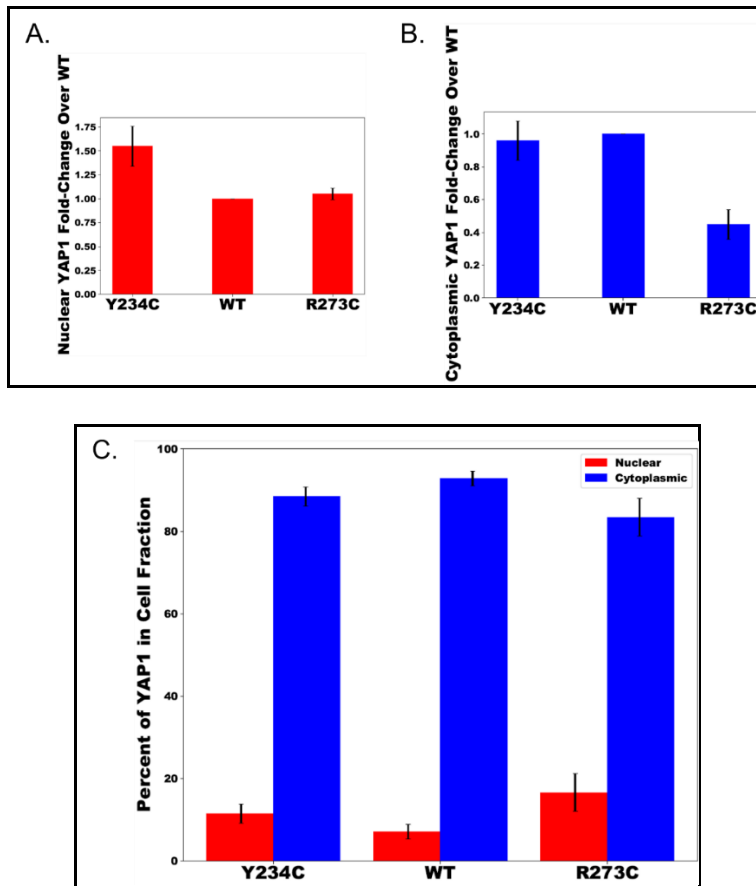 A.
Nuclear YAP1 Fold-Change Over WT
1.75
1.50
1.25
1.00
0.75
0.50
0.25
0.00
Y234C WT R273C
B.
Cytoplasmic YAP1 Fold-Change Over WT
1.0
0.8
0.6
0.4
0.2
0.0
Y234C WT R273C
C.
Percent of YAP1 in Cell Fraction
100
80
60
40
20
0
Nuclear
Cytoplasmic
Y234C WT R273C